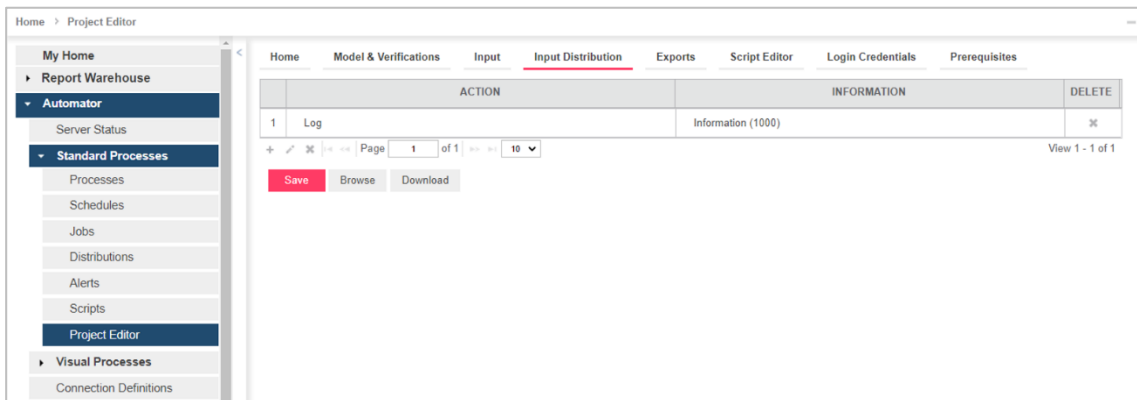 Home > Project Editor
My Home
Report Warehouse
Automator
Server Status
Standard Processes
Processes
Schedules
Jobs
Distributions
Alerts
Scripts
Project Editor
Visual Processes
Connection Definitions
Home Model & Verifications Input Input Distribution Exports Script Editor Login Credentials Prerequisites
ACTION INFORMATION DELETE
1 Log Information (1000)
Page 1 of 1 10 View 1 - 1 of 1
Save Browse Download